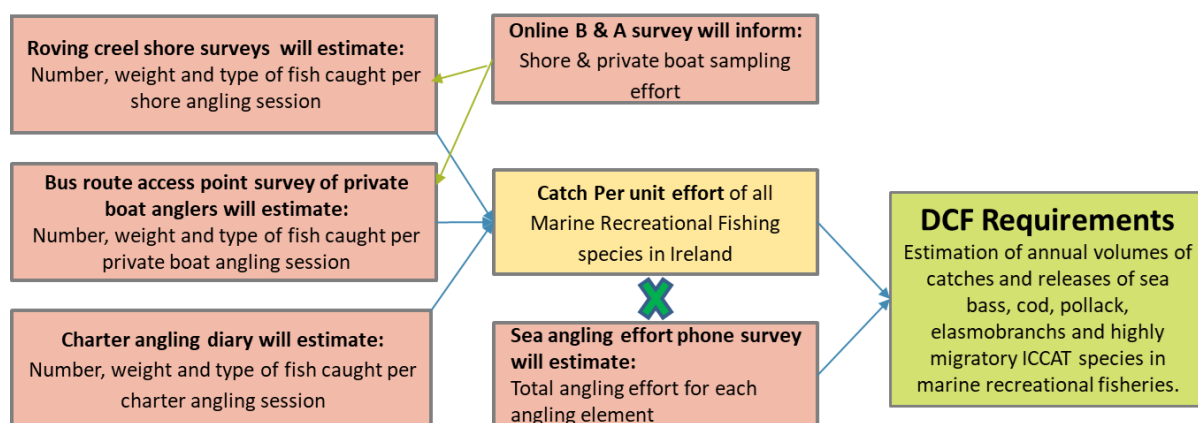 Roving creel shore surveys will estimate:
Number, weight and type of fish caught per
shore angling session
Online B & A survey will inform:
Shore & private boat sampling
effort
Bus route access point survey of private
boat anglers will estimate:
Number, weight and type of fish caught per
private boat angling session
Catch Per unit effort of all
Marine Recreational Fishing
species in Ireland
Charter angling diary will estimate:
Number, weight and type of fish caught per
charter angling session
Sea angling effort phone survey
will estimate:
Total angling effort for each
angling element
DCF Requirements
Estimation of annual volumes of
catches and releases of sea
bass, cod, pollack,
elasmobranchs and highly
migratory ICCAT species in
marine recreational fisheries.